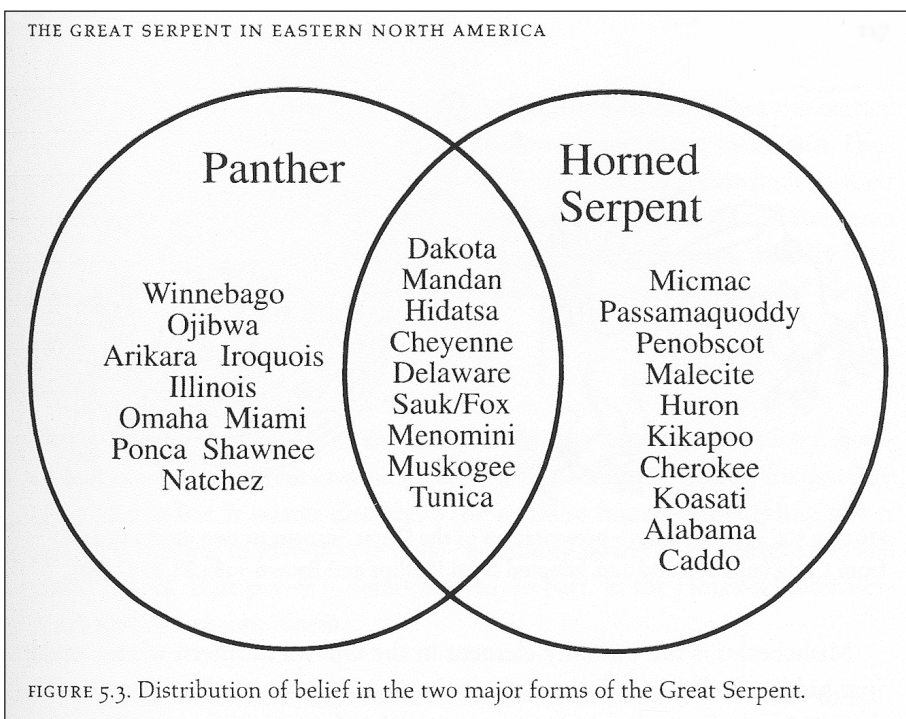 THE GREAT SERPENT IN EASTERN NORTH AMERICA
Panther
Winnebago
Ojibwa
Arikara Iroquois
Illinois
Omaha Miami
Ponca Shawnee
Natchez
Dakota
Mandan
Hidatsa
Cheyenne
Delaware
Sauk/Fox
Menomini
Muskogee
Tunica
Horned
Serpent
Micmac
Passamaquoddy
Penobscot
Malecite
Huron
Kikapoo
Cherokee
Koasati
Alabama
Caddo
FIGURE 5.3. Distribution of belief in the two major forms of the Great Serpent.